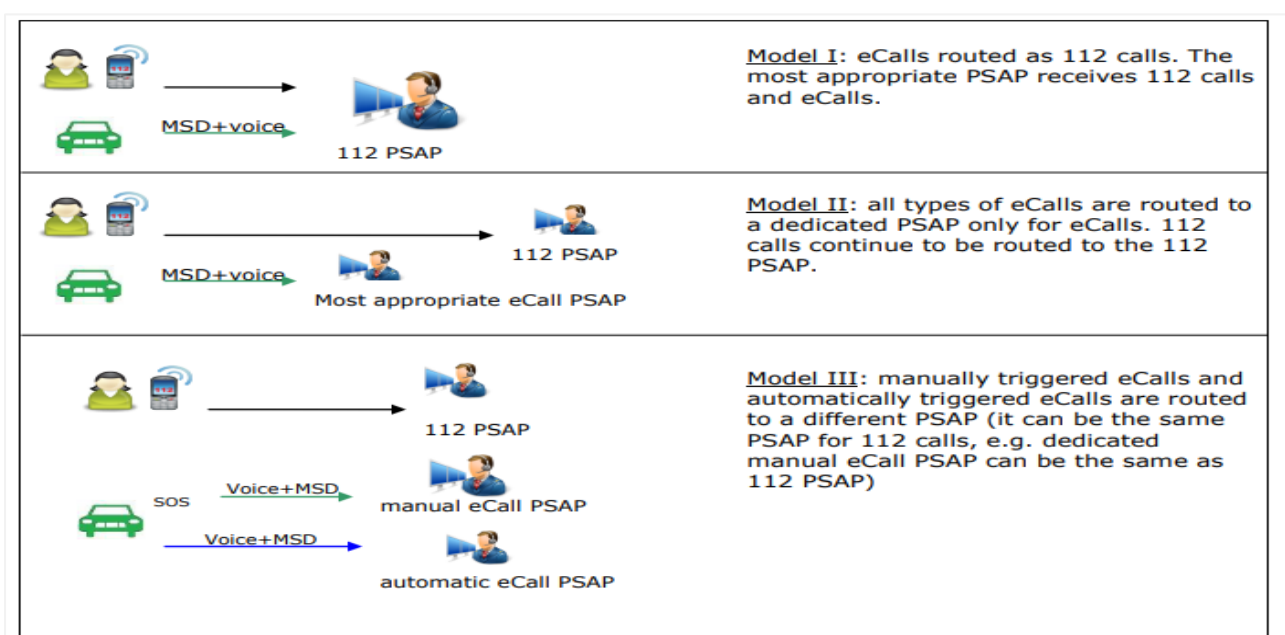 Model I: eCalls routed as 112 calls. The
most appropriate PSAP receives 112 calls
and eCalls.
112
MSD+voice
112 PSAP
Model II: all types of eCalls are routed to
a dedicated PSAP only for eCalls. 112
calls continue to be routed to the 112
PSAP.
112
112 PSAP
MSD+voice
Most appropriate eCall PSAP
Model III: manually triggered eCalls and
automatically triggered eCalls are routed
to a different PSAP (it can be the same
PSAP for 112 calls, e.g. dedicated
manual eCall PSAP can be the same as
112 PSAP)
112
112 PSAP
SOS
Voice+MSD
manual eCall PSAP
Voice+MSD
automatic eCall PSAP